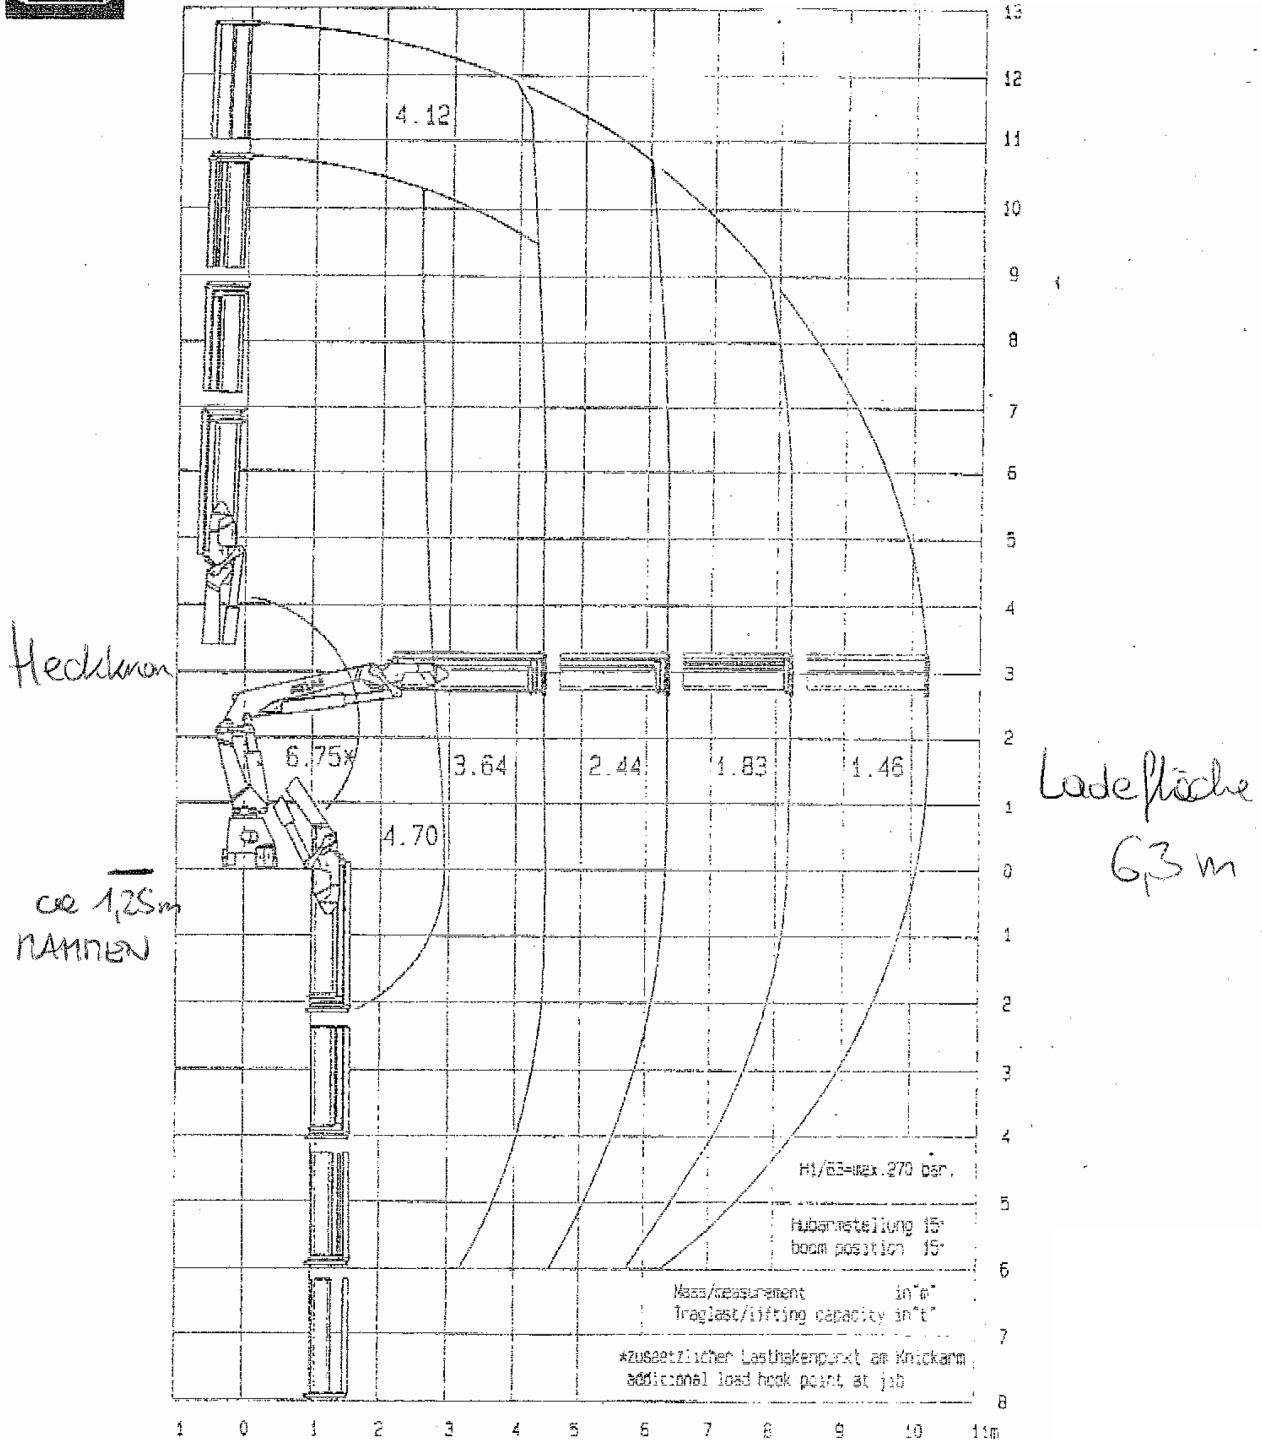 13
12
4.12
11
10
9
8
7
6
5
4
Heckkran
3
2
6.75* 3.64 2.44 1.83 1.46
Ladefläche
1
4.70
6,3 m
0
ca 1,25m
RAHMEN
1
2
3
4
H1/63=max.270 bar.
5
Hubarmstellung 15°
boom position 15°
6
Mass/measurement in"m"
Traglast/lifting capacity in"t"
7
*zusaetzlicher Lasthakenpunkt am Knickarm
additional load hook point at jib
8
1 0 1 2 3 4 5 6 7 8 9 10 11m